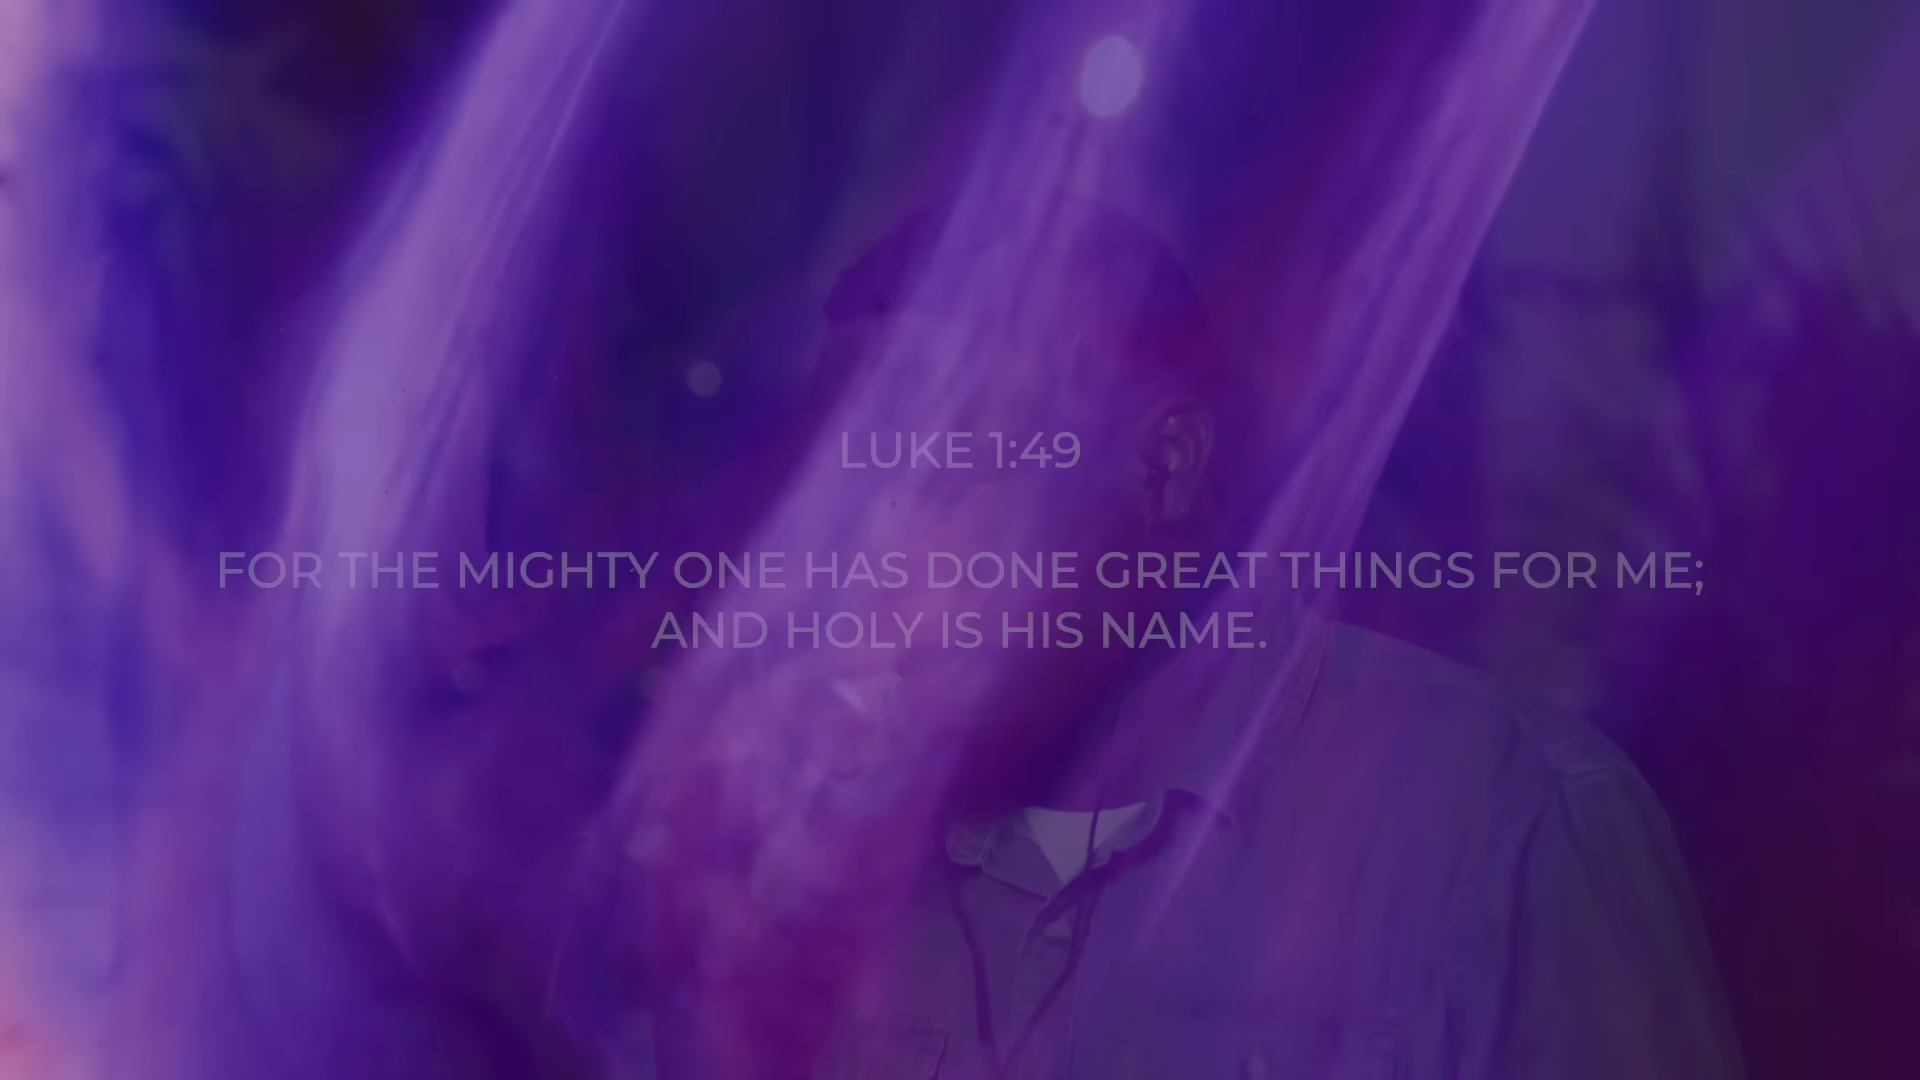 LUKE 1:49
FOR THE MIGHTY ONE HAS DONE GREAT THINGS FOR ME;
AND HOLY IS HIS NAME.